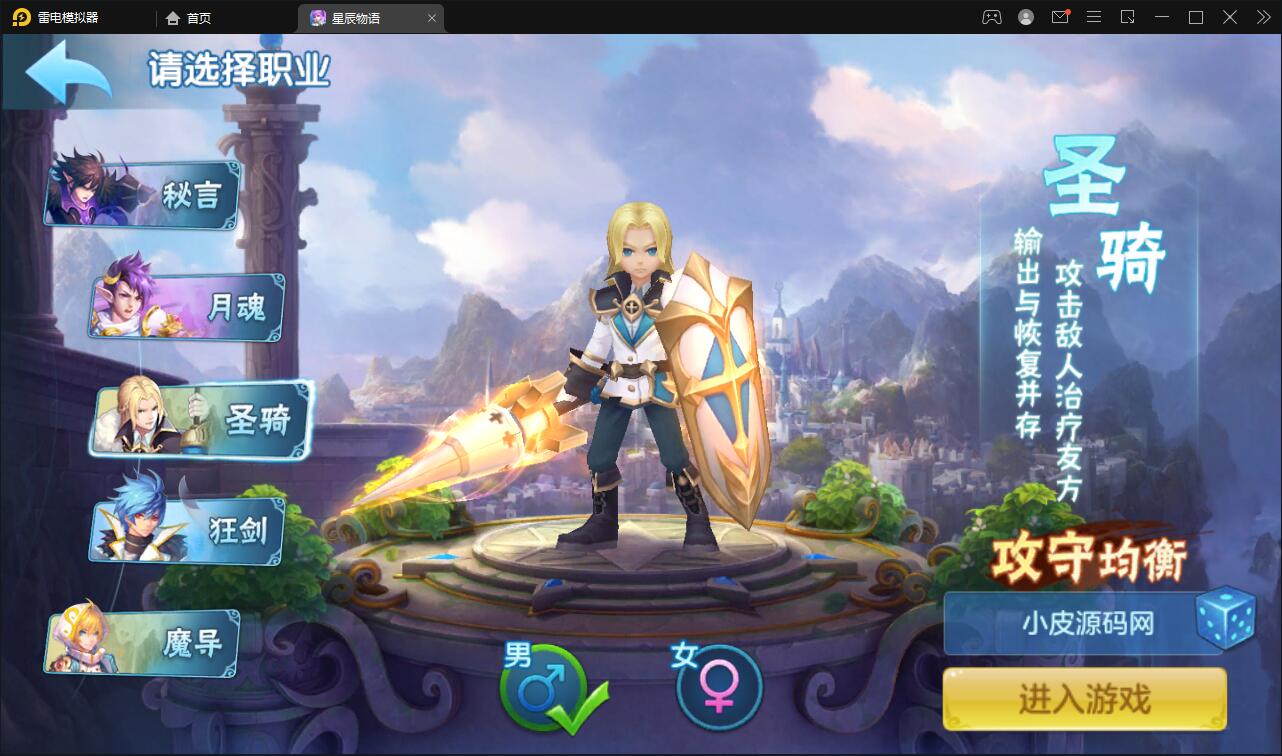 雷电模拟器
首页
星辰物语
请选择职业
秘言
月魂
圣骑
狂剑
魔导
圣骑
攻击敌人治疗友方
输出与恢复并存
攻守均衡
小皮源码网
进入游戏
男
女